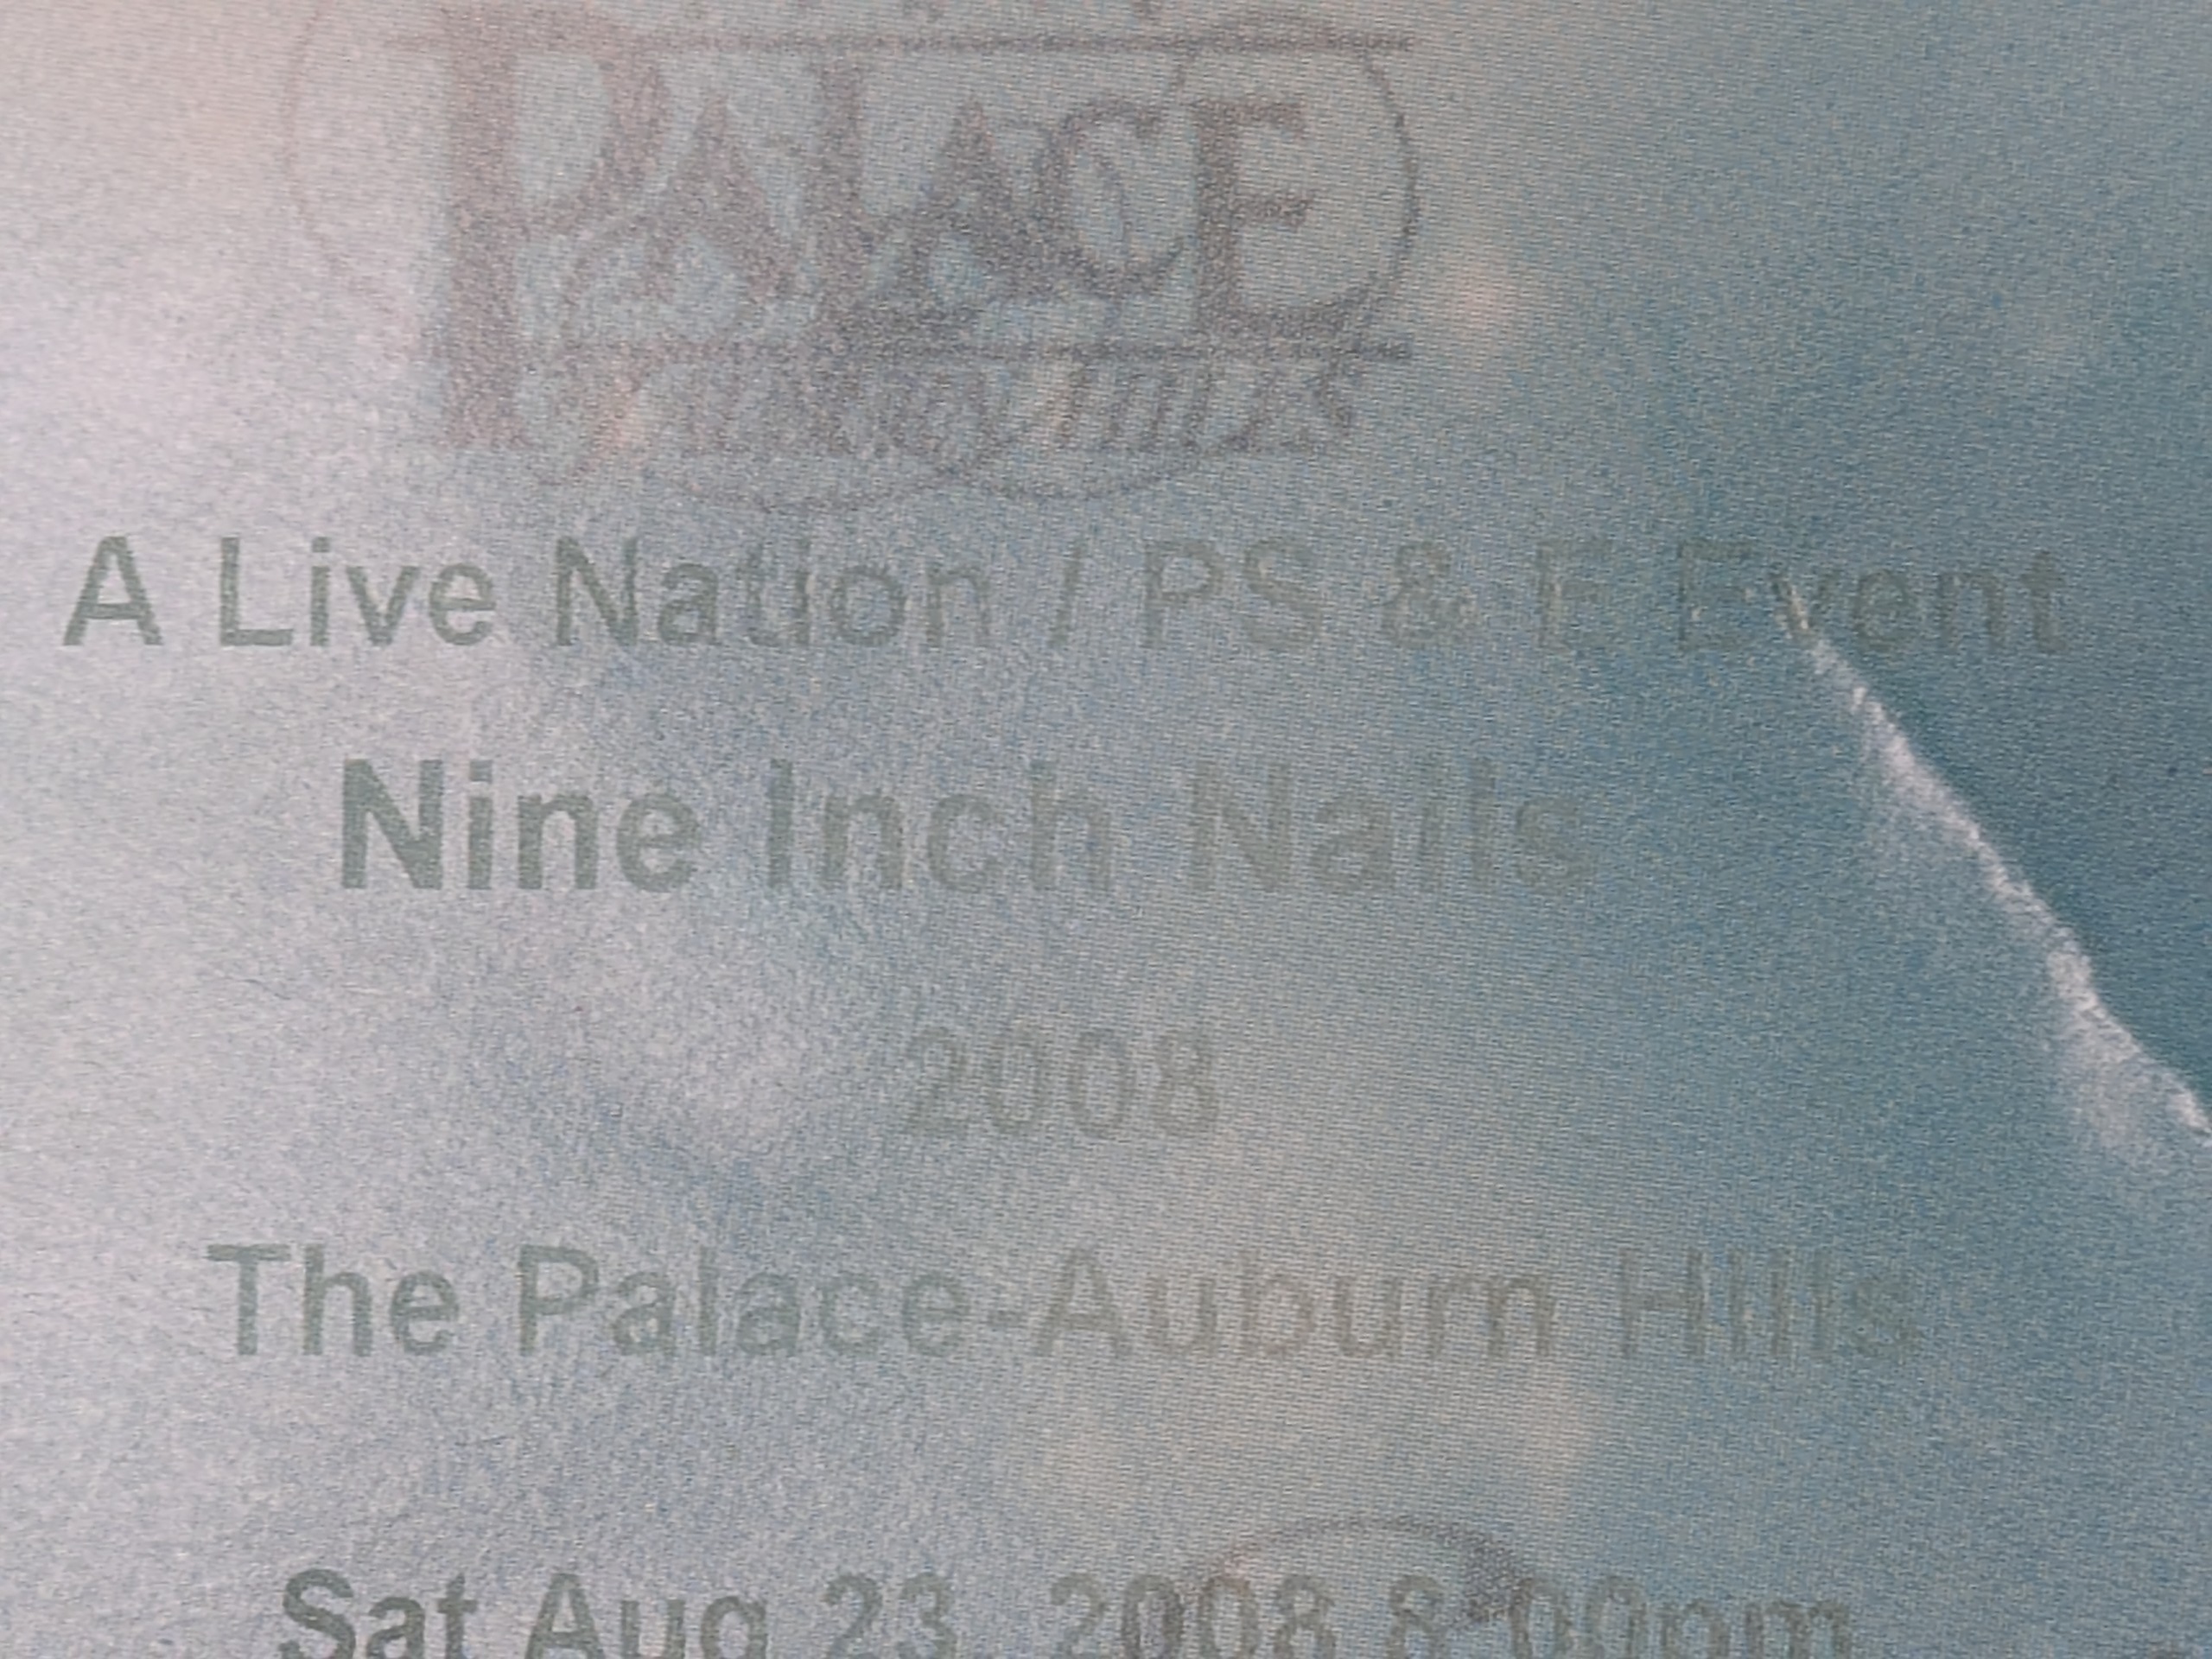 PALACE
A Live Nation / PS & E Event
Nine Inch Nails
2008
The Palace-Auburn Hills
Sat Aug 23, 2008 8:00pm